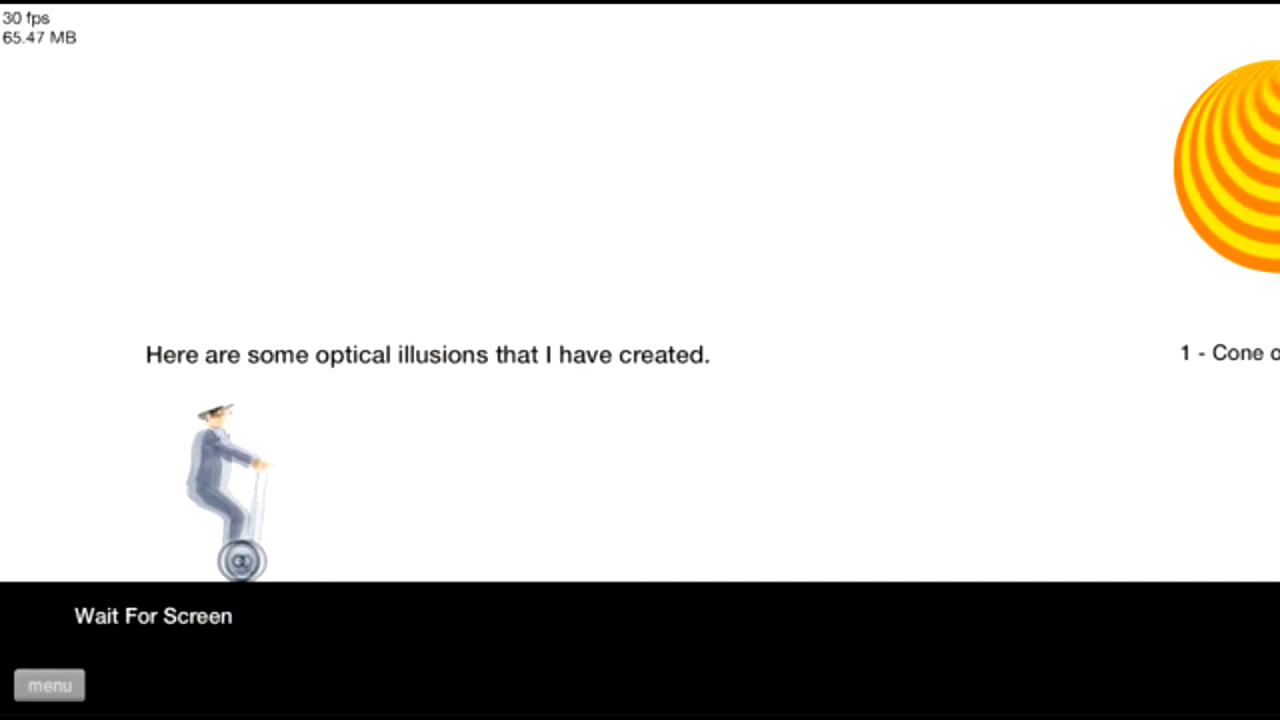 30 fps
65.47 MB
Here are some optical illusions that I have created.
1 - Cone o
Wait For Screen
menu